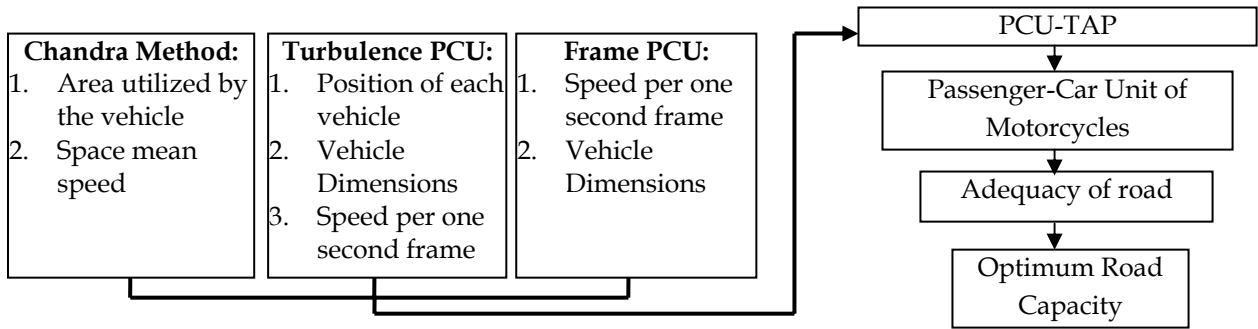 Chandra Method:
1. Area utilized by
the vehicle
2. Space mean
speed
Turbulence PCU:
1. Position of each
vehicle
2. Vehicle
Dimensions
3. Speed per one
second frame
Frame PCU:
1. Speed per one
second frame
2. Vehicle
Dimensions
PCU-TAP
Passenger-Car Unit of
Motorcycles
Adequacy of road
Optimum Road
Capacity